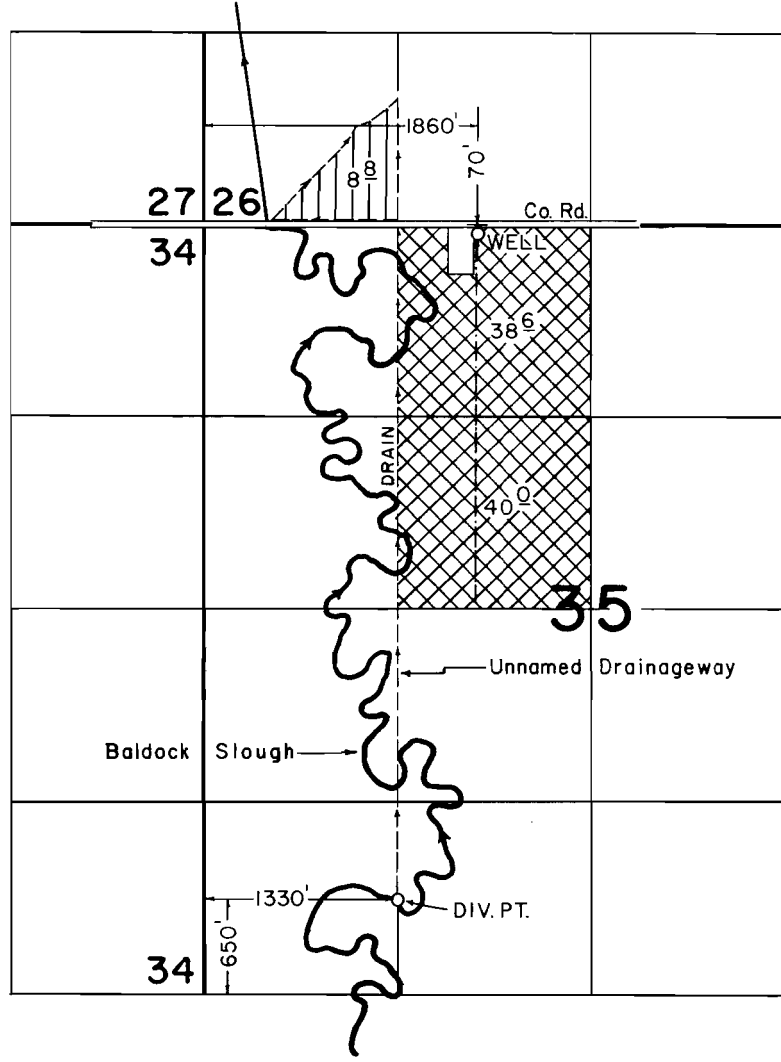 1860'
70'
8 8
27 26
Co. Rd.
34
WELL
38 6
DRAIN
40 0
35
Unnamed Drainageway
Baldock Slough
1330'
DIV. PT.
650'
34